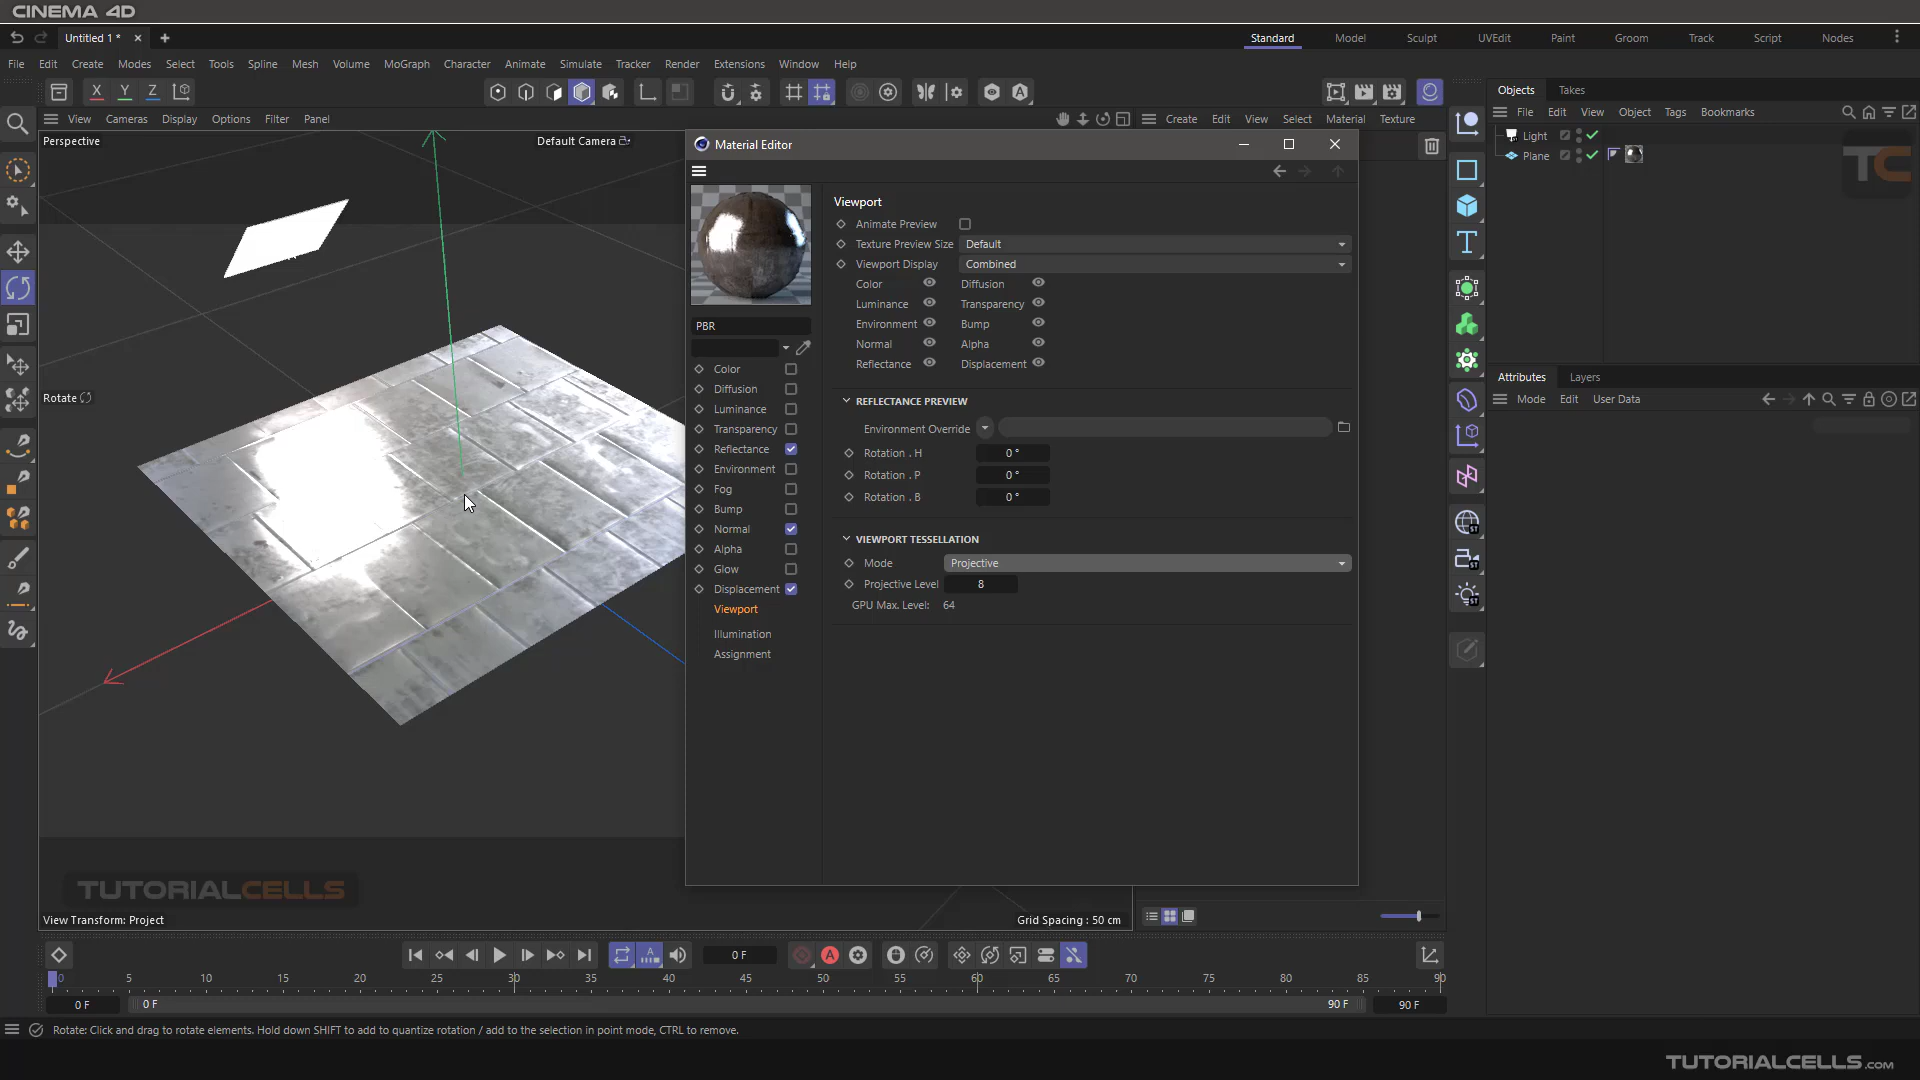 CINEMA 4D
Untitled 1 *
Standard
Model
Sculpt
UVEdit
Paint
Groom
Track
Script
Nodes
File
Edit
Create
Modes
Select
Tools
Spline
Mesh
Volume
MoGraph
Character
Animate
Simulate
Tracker
Render
Extensions
Window
Help
X
Y
Z
Objects
Takes
View
Cameras
Display
Options
Filter
Panel
Create
Edit
View
Select
Material
Texture
File
Edit
View
Object
Tags
Bookmarks
Perspective
Default Camera
Light
Plane
TC
Rotate
Material Editor
PBR
Color
Diffusion
Luminance
Transparency
Reflectance
Environment
Fog
Bump
Normal
Alpha
Glow
Displacement
Viewport
Illumination
Assignment
Viewport
Animate Preview
Texture Preview Size Default
Viewport Display Combined
Color Diffusion
Luminance Transparency
Environment Bump
Normal Alpha
Reflectance Displacement
REFLECTANCE PREVIEW
Environment Override
Rotation . H 0 °
Rotation . P 0 °
Rotation . B 0 °
VIEWPORT TESSELLATION
Mode Projective
Projective Level 8
GPU Max. Level: 64
Attributes
Layers
Mode
Edit
User Data
ST
ST
ST
TUTORIALCELLS
View Transform: Project
Grid Spacing : 50 cm
0 F
A
0 5 10 15 20 25 30 35 40 45 50 55 60 65 70 75 80 85 90
0 F
0 F
90 F
90 F
Rotate: Click and drag to rotate elements. Hold down SHIFT to add to quantize rotation / add to the selection in point mode, CTRL to remove.
TUTORIALCELLS.com